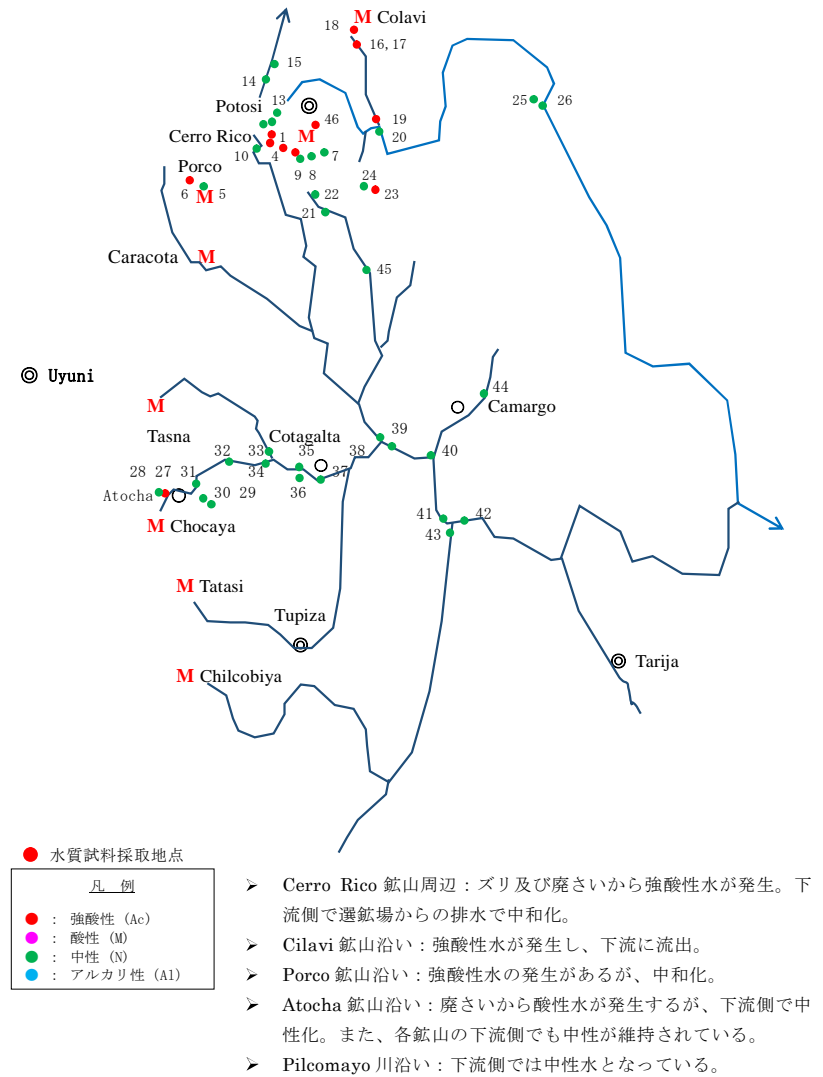 18 M Colavi
16, 17
15
14
13
Potosi
46
19
25 26
Cerro Rico 1 M
20
10 4 7
Porco 9 8
24
6 M 5
22 23
21
Caracota M
45
◎ Uyuni
44
M
Camargo
Tasna Cotagalta 39
32 33 35 38 40
28 27 31 34 37
Atocha 30 29 36
M Chocaya
41 42
43
M Tatasi
Tupiza
Tarija
M Chilcobiya
● 水質試料採取地点
凡 例
● : 強酸性 (Ac)
● : 酸性 (M)
● : 中性 (N)
● : アルカリ性 (A1)
➢ Cerro Rico 鉱山周辺：ズリ及び廃さいから強酸性水が発生。下
流側で選鉱場からの排水で中和化。
➢ Cilavi 鉱山沿い：強酸性水が発生し、下流に流出。
➢ Porco 鉱山沿い：強酸性水の発生があるが、中和化。
➢ Atocha 鉱山沿い：廃さいから酸性水が発生するが、下流側で中
性化。また、各鉱山の下流側でも中性が維持されている。
➢ Pilcomayo 川沿い：下流側では中性水となっている。